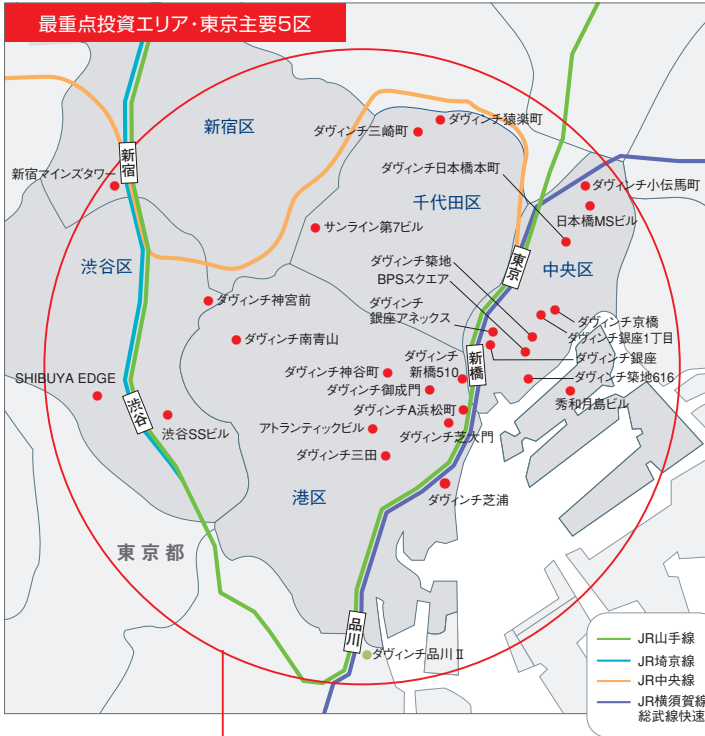 最重点投資エリア・東京主要5区
新宿区
ダヴィンチ三崎町
ダヴィンチ猿楽町
新宿
新宿マインズタワー
ダヴィンチ日本橋本町
千代田区
ダヴィンチ小伝馬町
日本橋MSビル
サンライン第7ビル
渋谷区
東京
中央区
ダヴィンチ築地
BPSスクエア
ダヴィンチ
銀座アネックス
ダヴィンチ神宮前
ダヴィンチ京橋
ダヴィンチ銀座1丁目
ダヴィンチ南青山
新橋
ダヴィンチ銀座
ダヴィンチ
新橋510
ダヴィンチ神谷町
ダヴィンチ築地616
SHIBUYA EDGE
ダヴィンチ御成門
秀和月島ビル
渋谷
渋谷SSビル
ダヴィンチA浜松町
アトランティックビル
ダヴィンチ芝大門
ダヴィンチ三田
港区
ダヴィンチ芝浦
東京都
品川
ダヴィンチ品川Ⅱ
JR山手線
JR埼京線
JR中央線
JR横須賀線
総武線快速